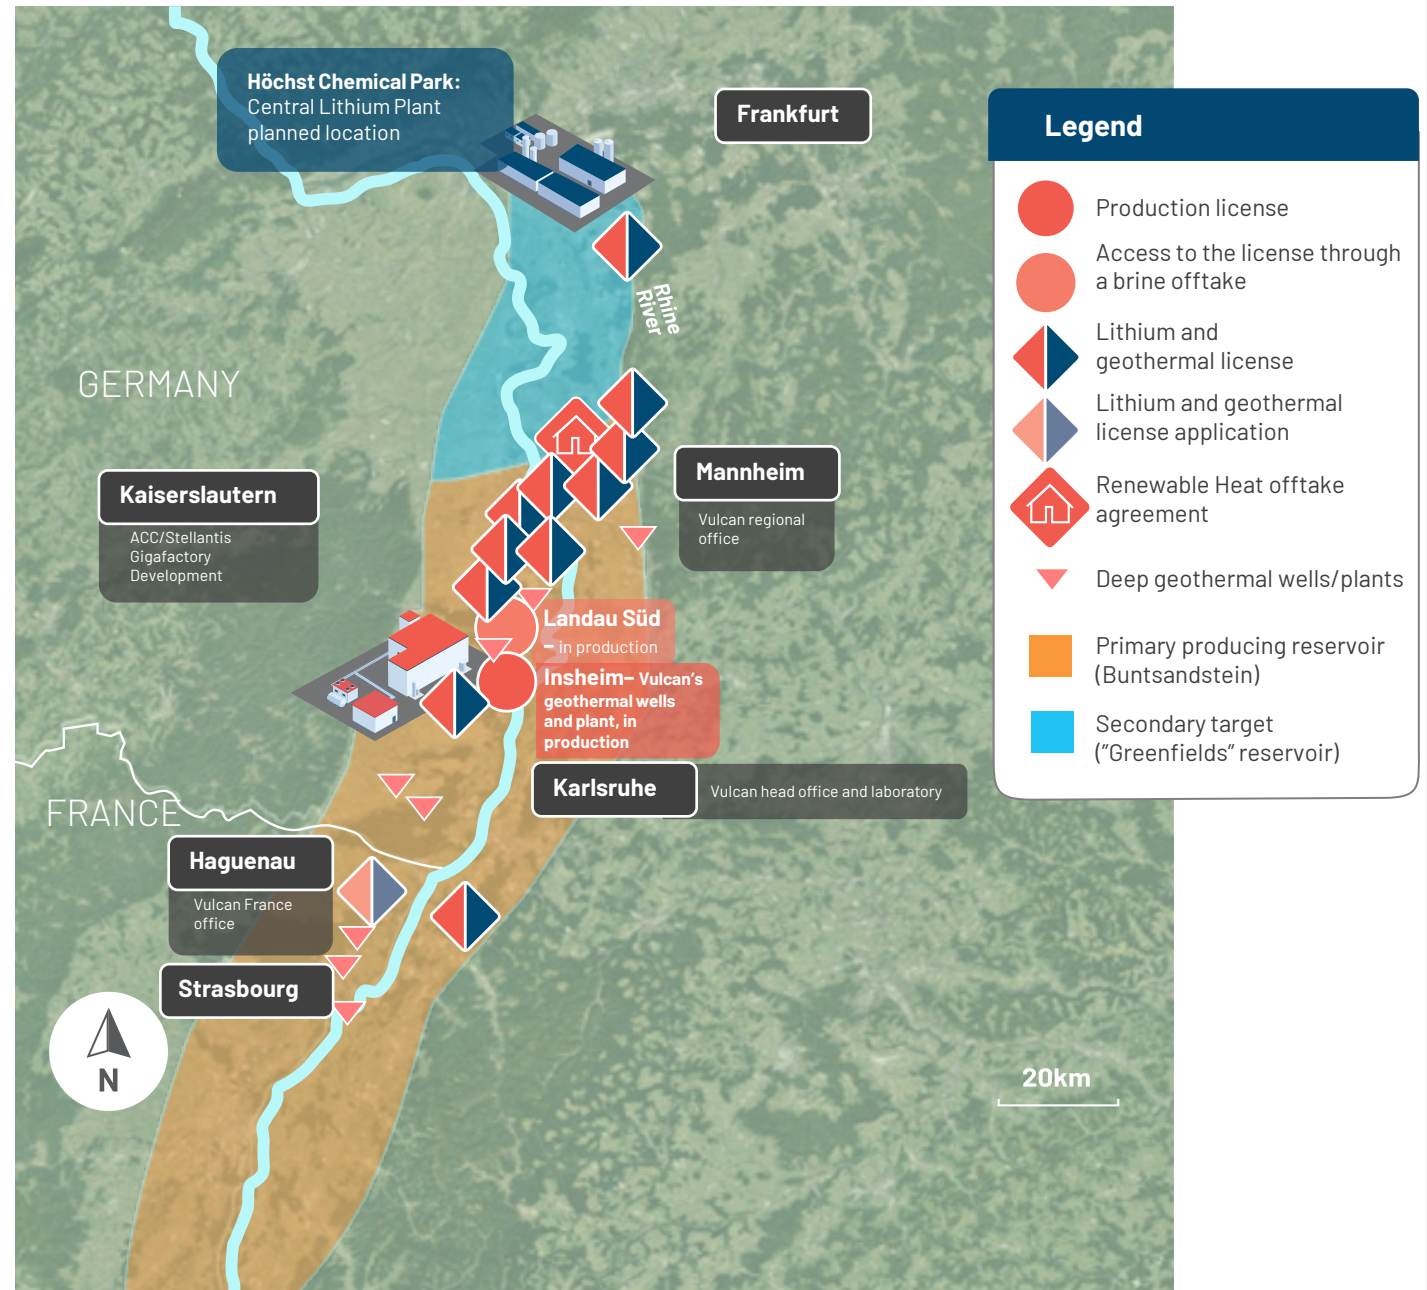 Höchst Chemical Park:
Central Lithium Plant
planned location
Frankfurt
Legend
Production license
Access to the license through
a brine offtake
Lithium and
geothermal license
Lithium and geothermal
license application
Renewable Heat offtake
agreement
Deep geothermal wells/plants
Primary producing reservoir
(Buntsandstein)
Secondary target
("Greenfields" reservoir)
Rhine
River
GERMANY
Kaiserslautern
ACC/Stellantis
Gigafactory
Development
Mannheim
Vulcan regional
office
Landau Süd
– in production
Insheim– Vulcan's
geothermal wells
and plant, in
production
Karlsruhe
Vulcan head office and laboratory
FRANCE
Haguenau
Vulcan France
office
Strasbourg
N
20km